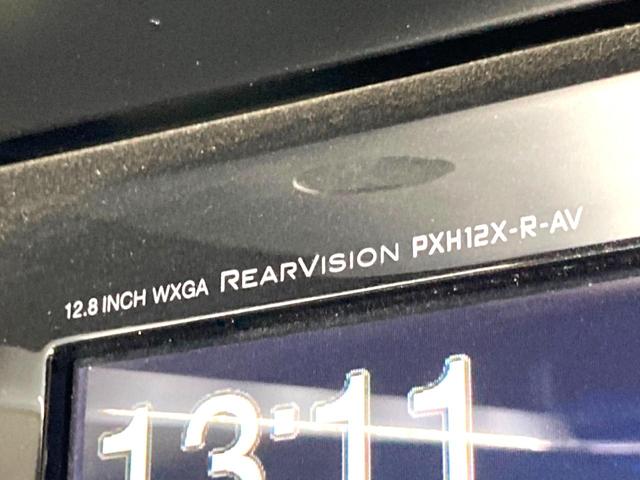 12.8 INCH WXGA REARVISION PXH12X-R-AV
13:11